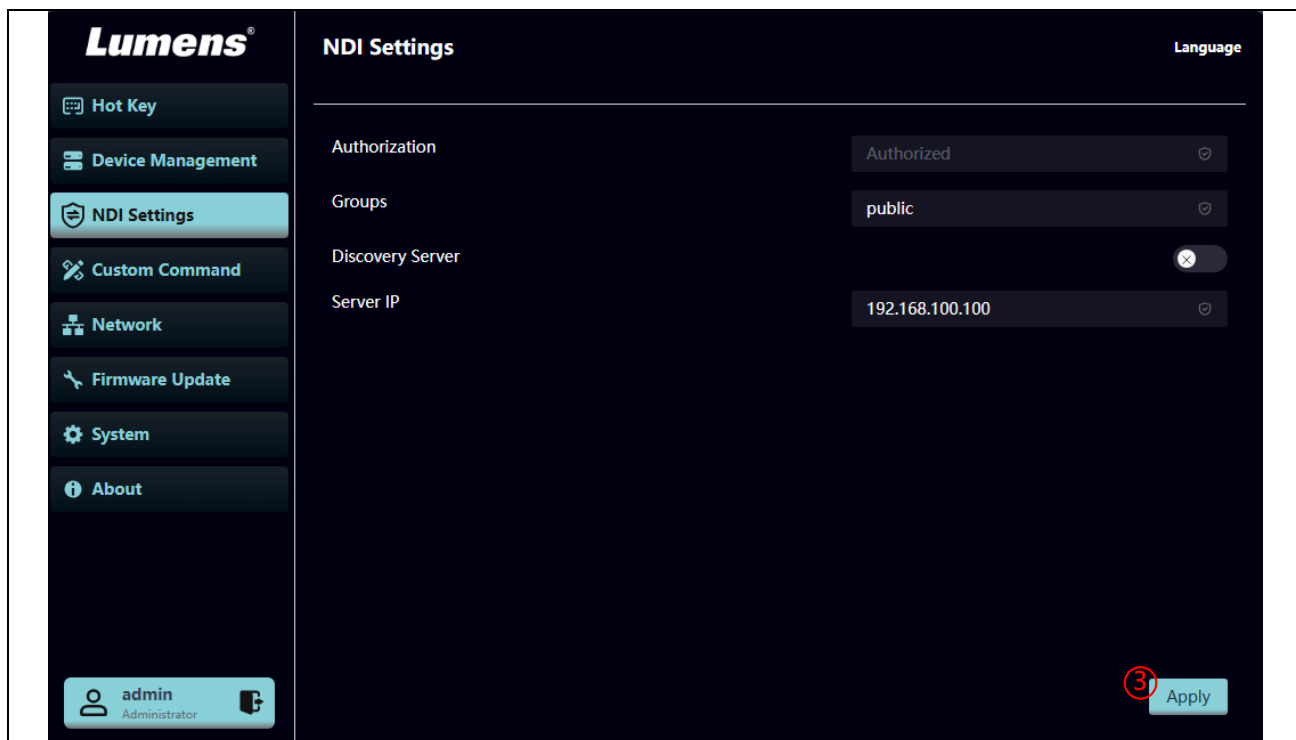 Lumens®
NDI Settings
Language
Hot Key
Device Management
NDI Settings
Custom Command
Network
Firmware Update
System
About
Authorization
Authorized
Groups
public
Discovery Server
Server IP
192.168.100.100
admin
Administrator
③
Apply